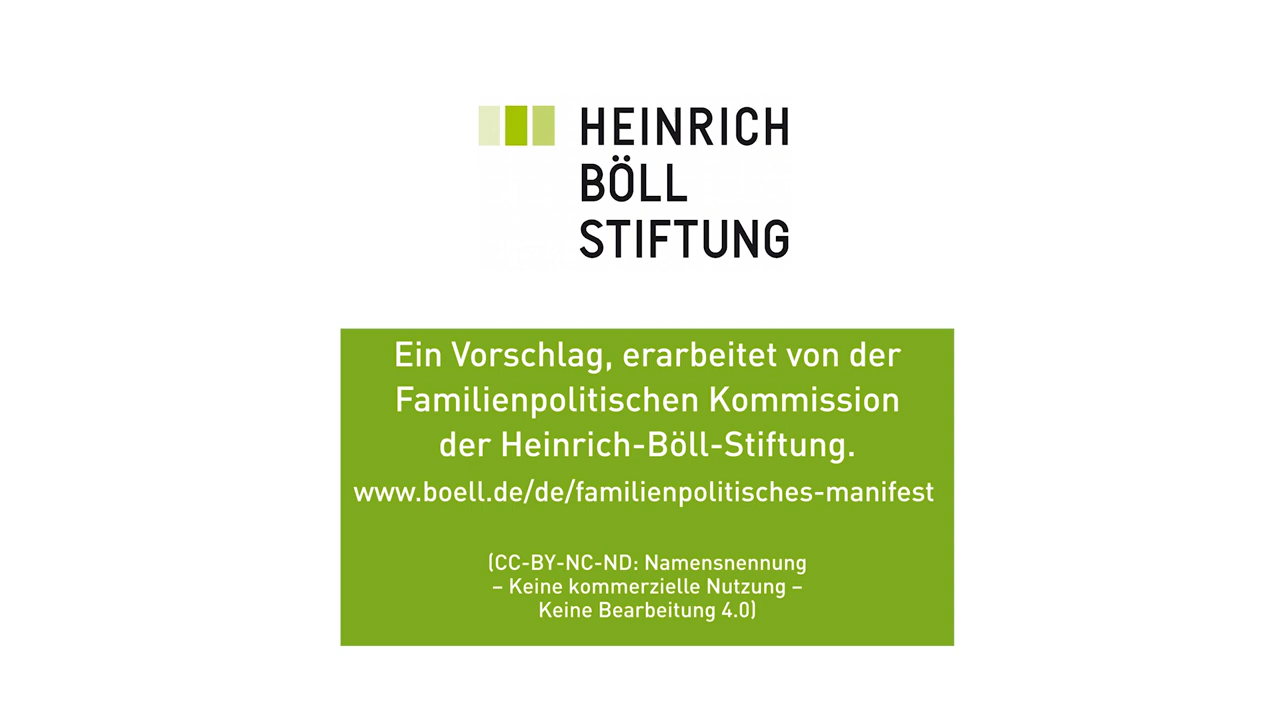 HEINRICH
BÖLL
STIFTUNG
Ein Vorschlag, erarbeitet von der
Familienpolitischen Kommission
der Heinrich-Böll-Stiftung.
www.boell.de/de/familienpolitisches-manifest
(CC-BY-NC-ND: Namensnennung
– Keine kommerzielle Nutzung –
Keine Bearbeitung 4.0)